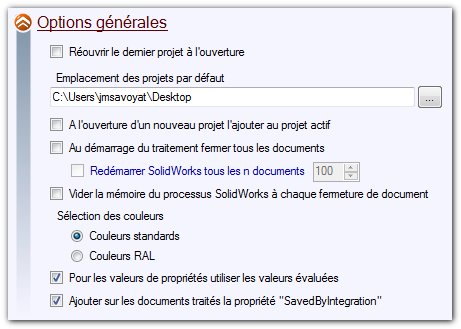 Options générales
Réouvrir le dernier projet à l'ouverture
Emplacement des projets par défaut
C:\Users\jmsavoyat\Desktop
...
A l'ouverture d'un nouveau projet l'ajouter au projet actif
Au démarrage du traitement fermer tous les documents
Redémarrer SolidWorks tous les n documents
100
Vider la mémoire du processus SolidWorks à chaque fermeture de document
Sélection des couleurs
Couleurs standards
Couleurs RAL
Pour les valeurs de propriétés utiliser les valeurs évaluées
Ajouter sur les documents traités la propriété "SavedByIntegration"